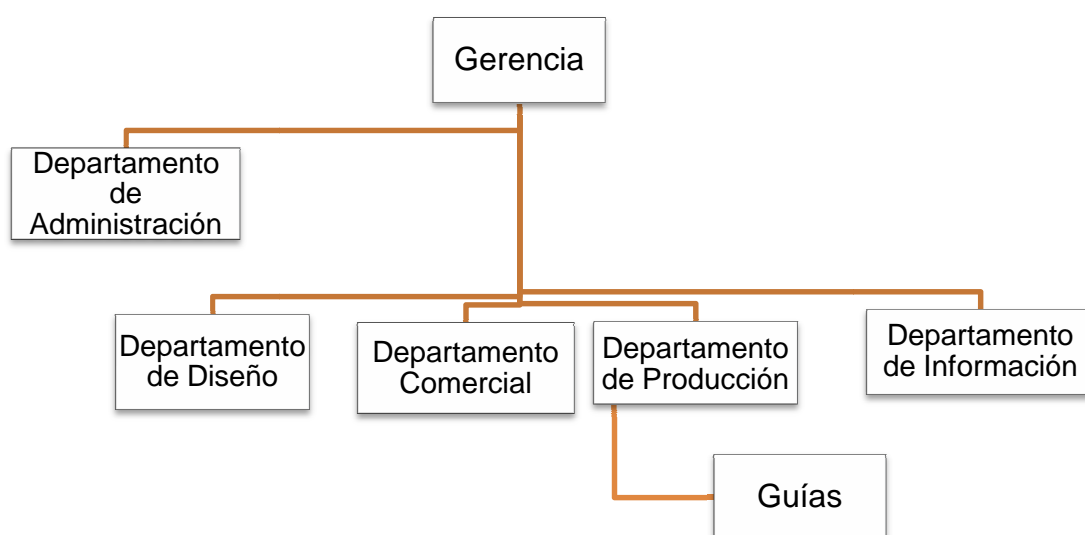 Gerencia
Departamento
de
Administración
Departamento
de Diseño
Departamento
Comercial
Departamento
de Producción
Departamento
de Información
Guías